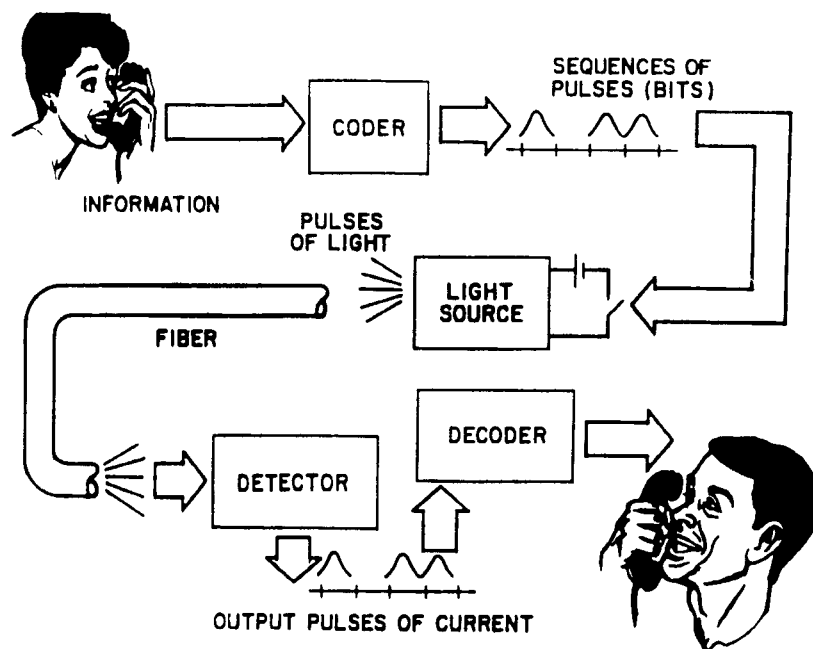 SEQUENCES OF
PULSES (BITS)
CODER
INFORMATION
PULSES
OF LIGHT
LIGHT
SOURCE
FIBER
DECODER
DETECTOR
OUTPUT PULSES OF CURRENT